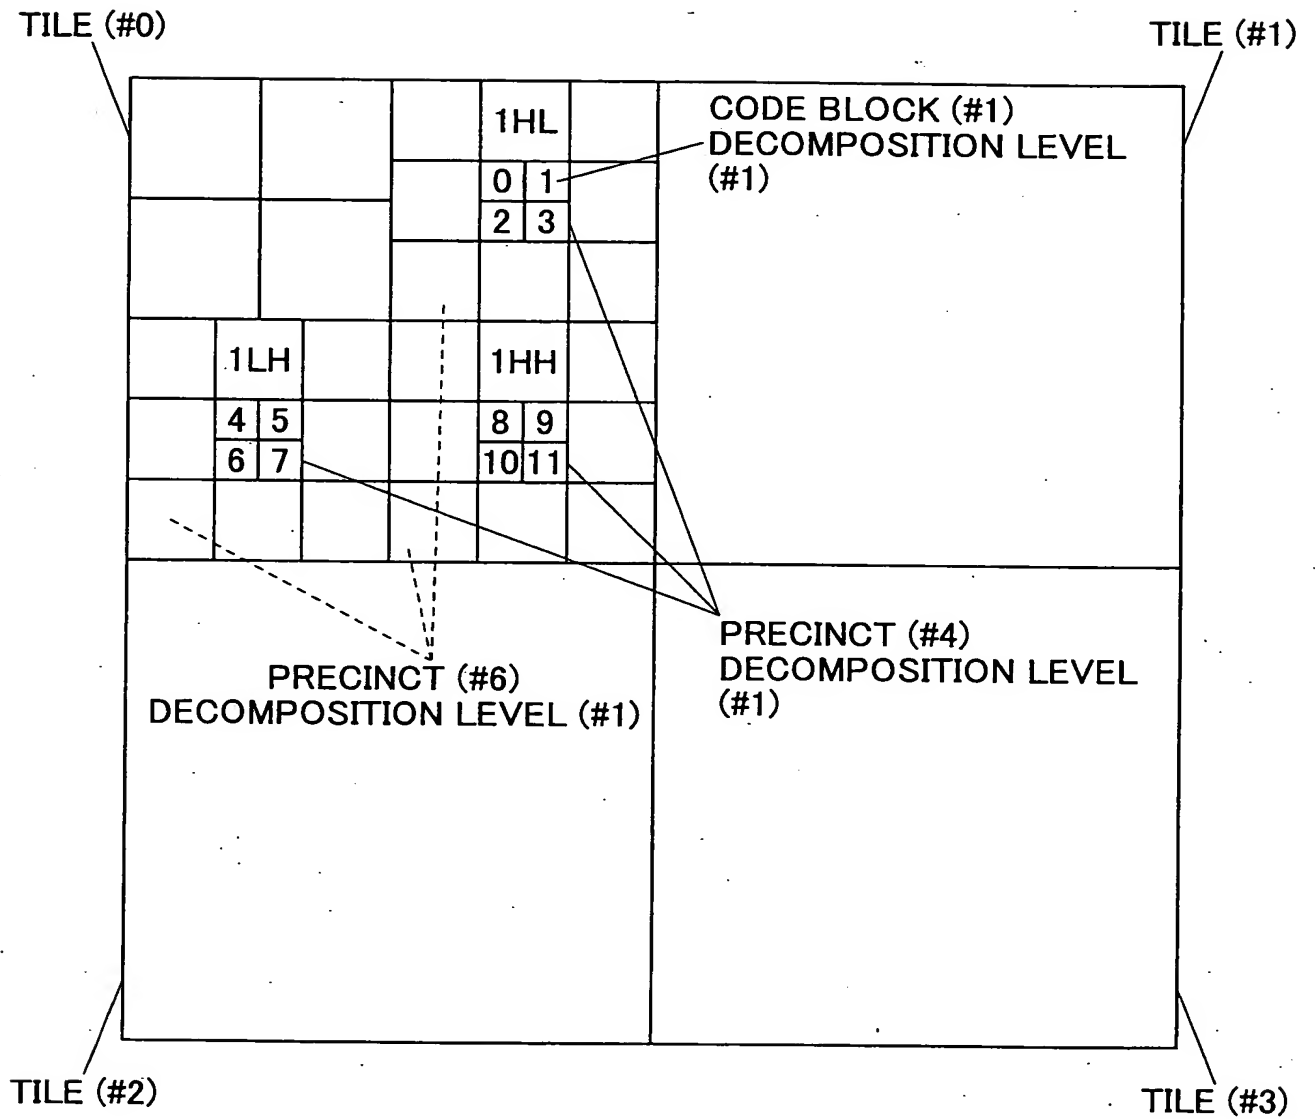 TILE (#0)
TILE (#1)
1HL
CODE BLOCK (#1)
DECOMPOSITION LEVEL
(#1)
0 1
2 3
1LH
1HH
4 5
8 9
6 7
10 11
PRECINCT (#4)
DECOMPOSITION LEVEL
(#1)
PRECINCT (#6)
DECOMPOSITION LEVEL (#1)
TILE (#2)
TILE (#3)